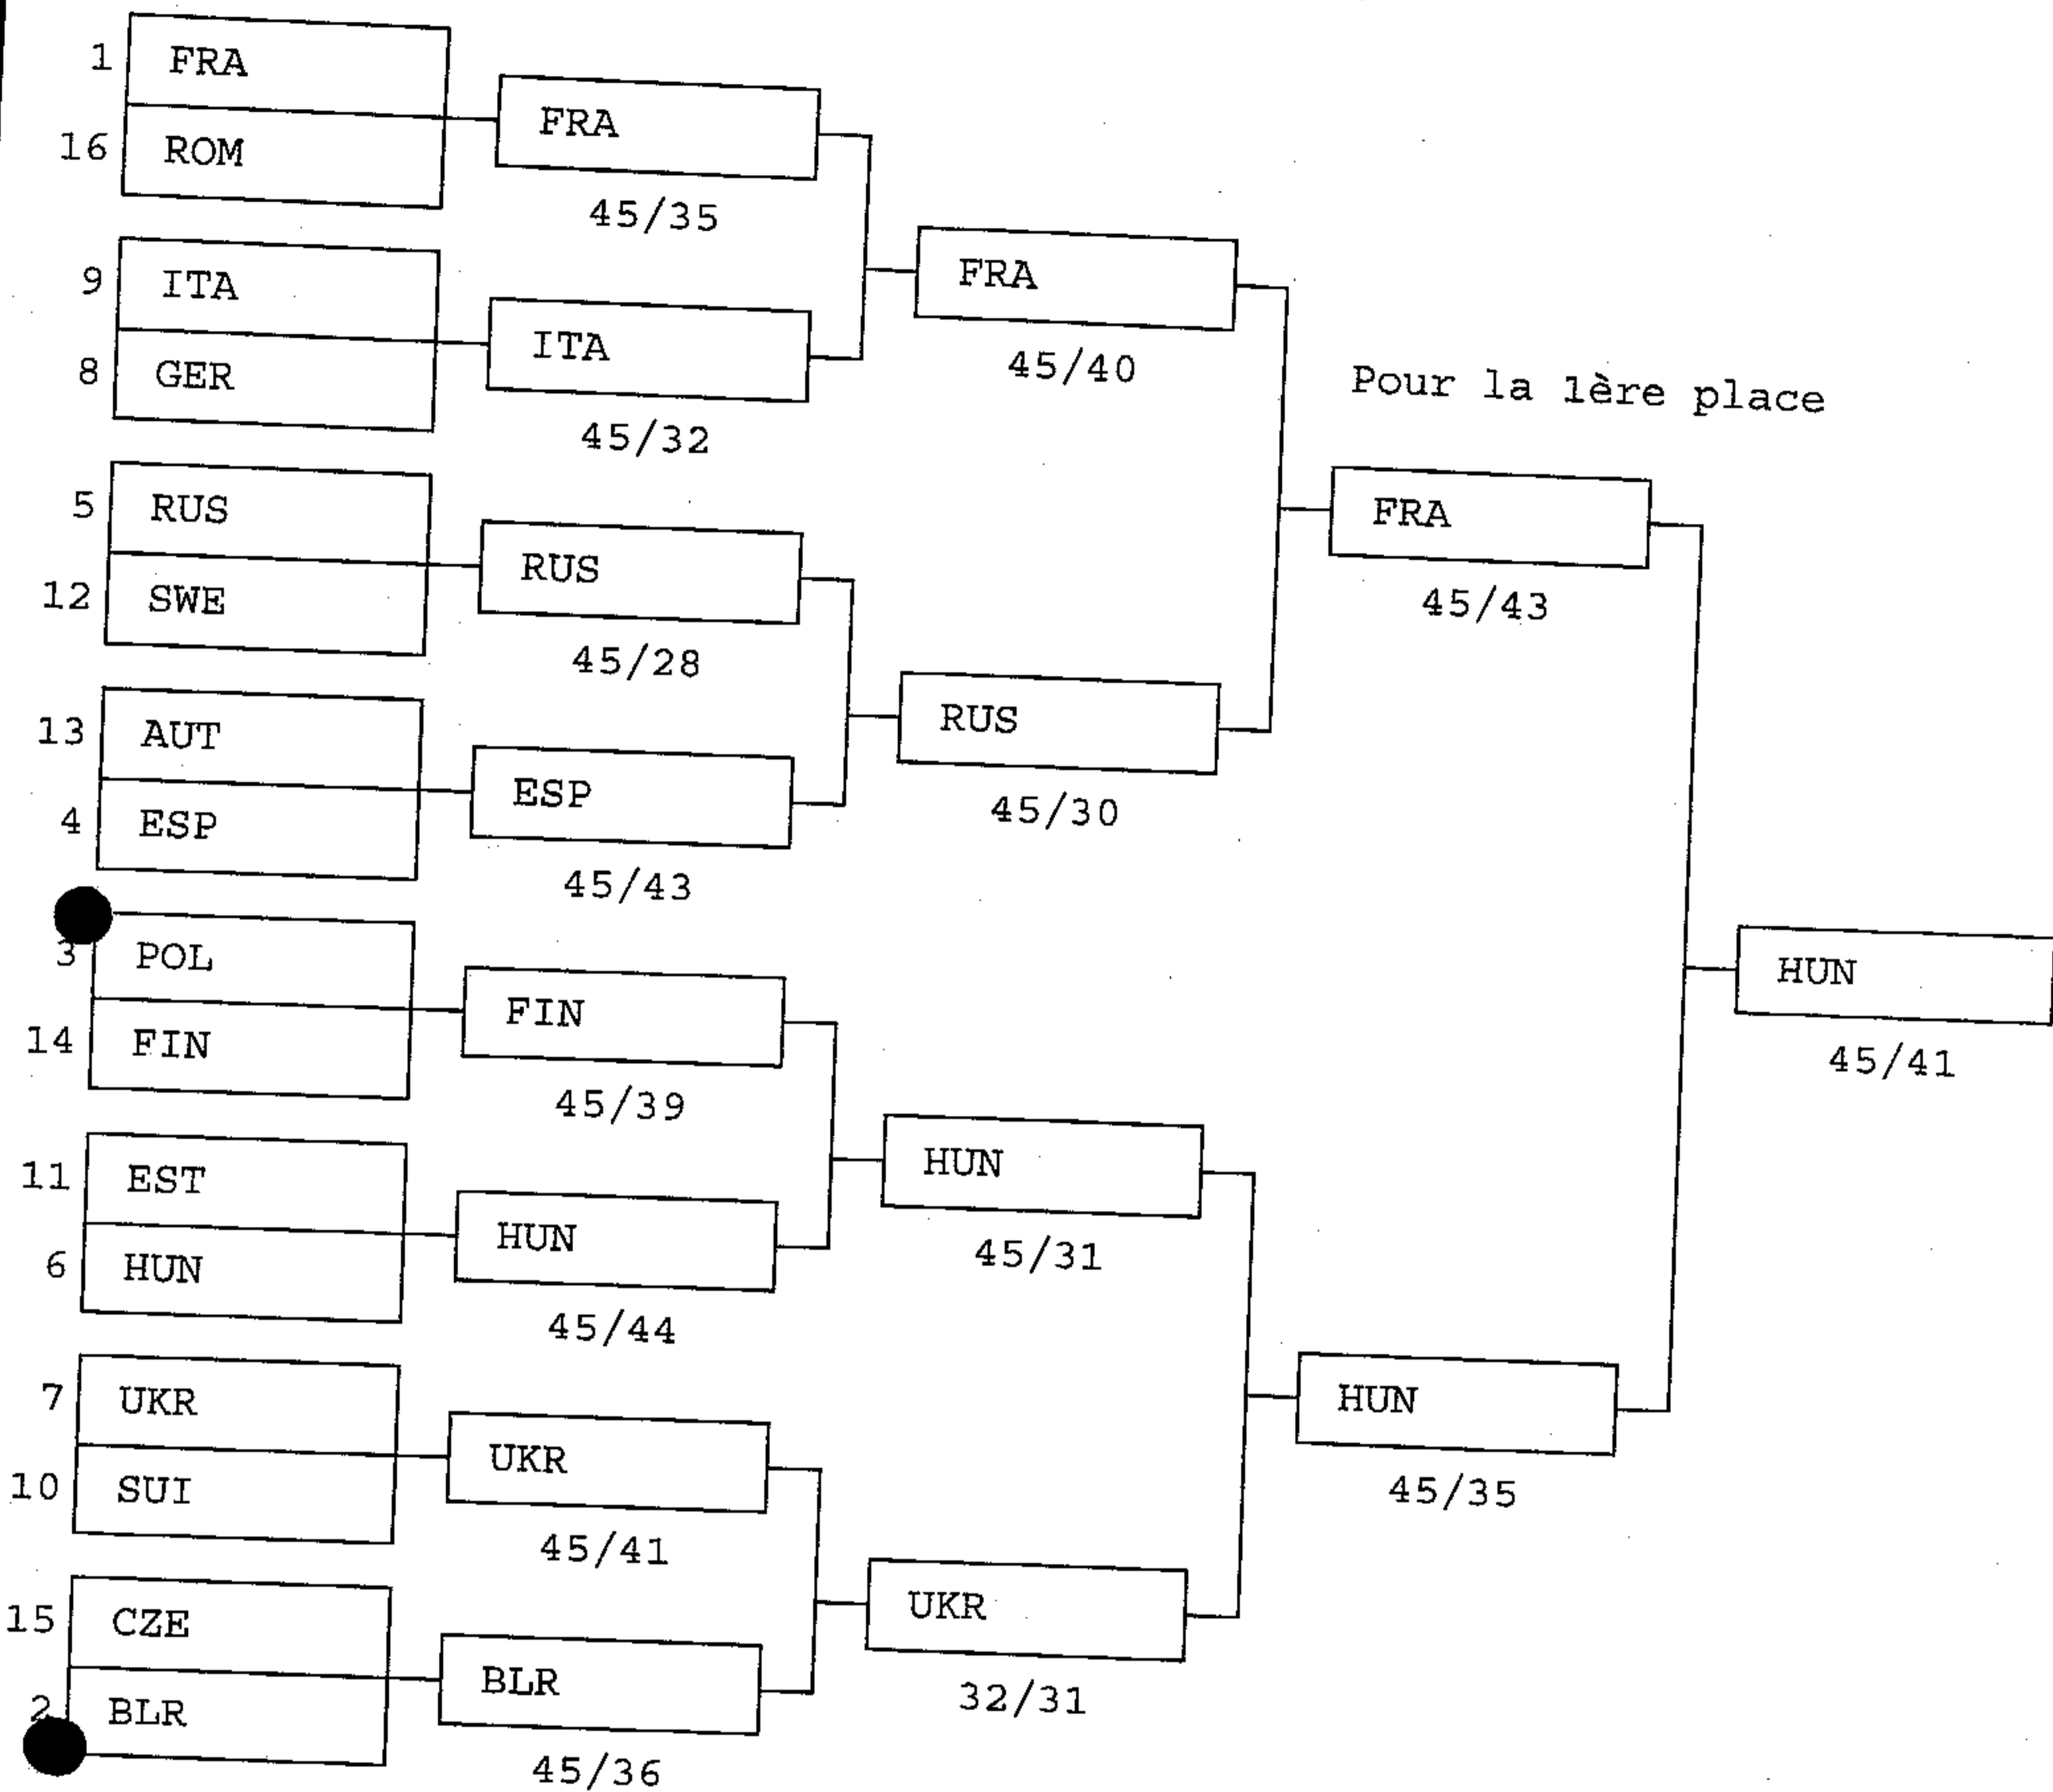 1 FRA
16 ROM
FRA
45/35
9 ITA
8 GER
ITA
45/32
FRA
45/40
5 RUS
12 SWE
RUS
45/28
13 AUT
4 ESP
ESP
45/43
RUS
45/30
Pour la 1ère place
FRA
45/43
3 POL
14 FIN
FIN
45/39
11 EST
6 HUN
HUN
45/44
HUN
45/31
7 UKR
10 SUI
UKR
45/41
15 CZE
2 BLR
BLR
45/36
UKR
32/31
HUN
45/35
HUN
45/41